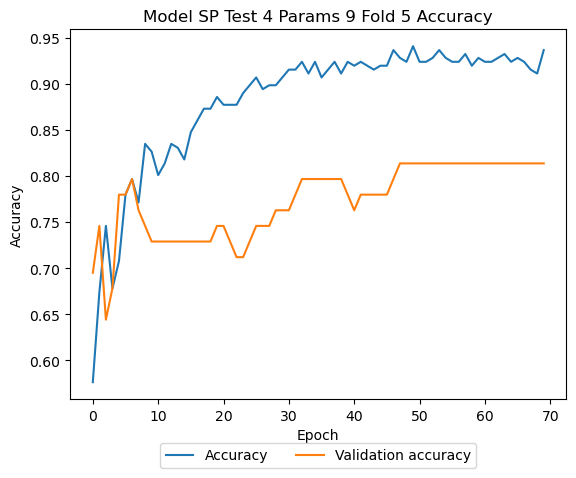 Model SP Test 4 Params 9 Fold 5 Accuracy
0.95
0.90
0.85
0.80
0.75
0.70
0.65
0.60
Accuracy
0 10 20 30 40 50 60 70
Epoch
Accuracy Validation accuracy